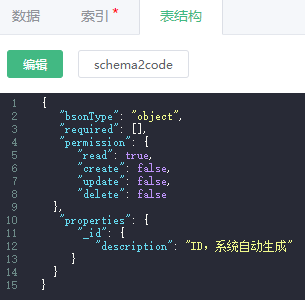 数据 索引 * 表结构
编辑 schema2code
1 {
2 "bsonType": "object",
3 "required": [],
4 "permission": {
5 "read": true,
6 "create": false,
7 "update": false,
8 "delete": false
9 },
10 "properties": {
11 "_id": {
12 "description": "ID，系统自动生成"
13 }
14 }
15 }